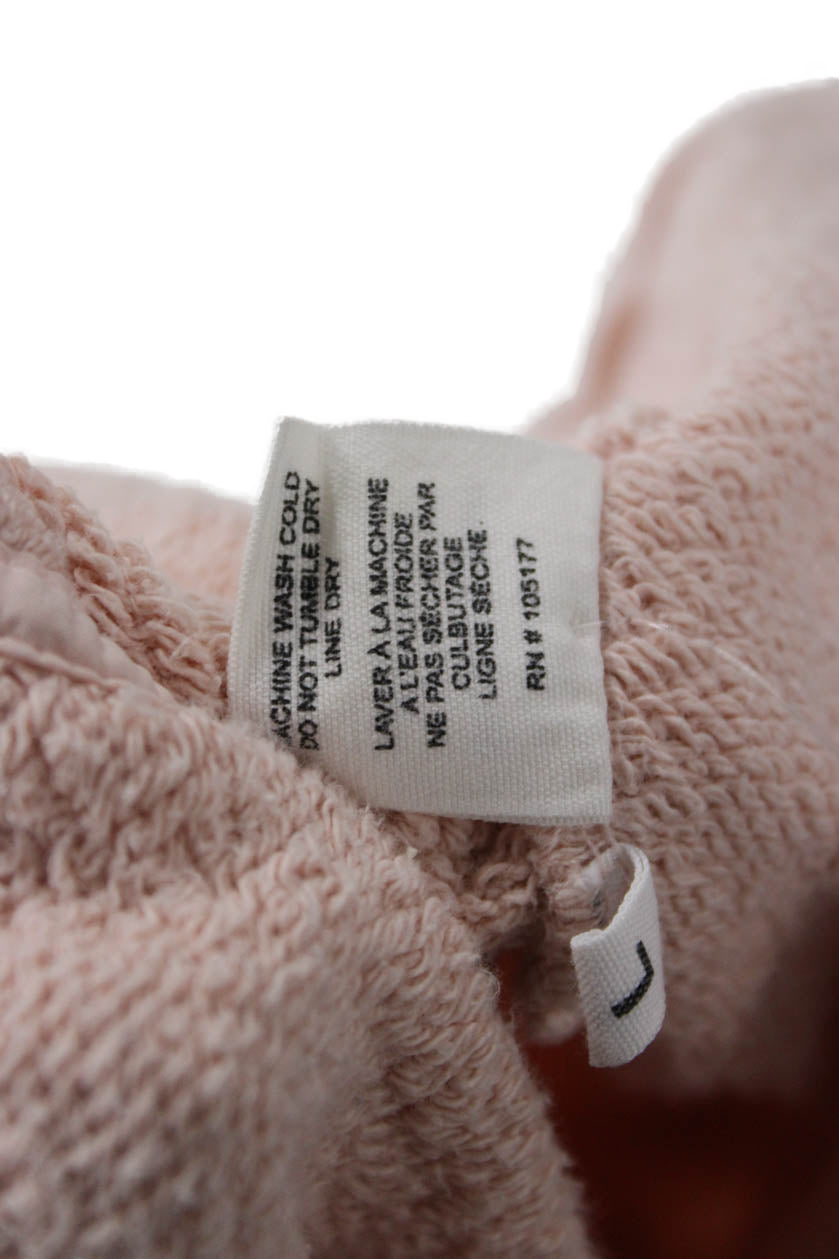 MACHINE WASH COLD
DO NOT TUMBLE DRY
LINE DRY
LAVER À LA MACHINE
A L'EAU FROIDE
NE PAS SÉCHER PAR
CULBUTAGE
LIGNE SÈCHE.
RN # 105177
L